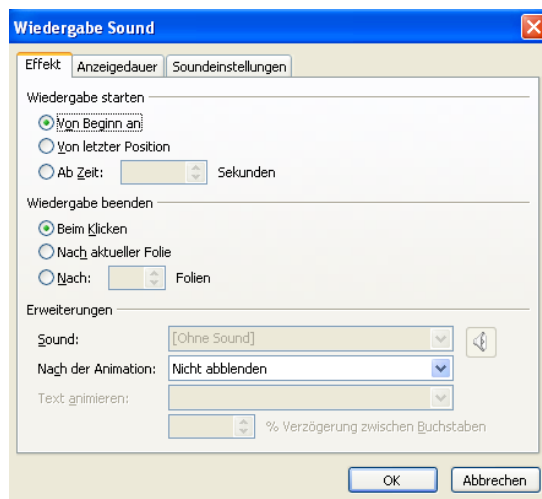 Wiedergabe Sound
Effekt Anzeigedauer Soundeinstellungen
Wiedergabe starten
Von Beginn an
Von letzter Position
Ab Zeit: Sekunden
Wiedergabe beenden
Beim Klicken
Nach aktueller Folie
Nach: Folien
Erweiterungen
Sound: [Ohne Sound]
Nach der Animation: Nicht abblenden
Text animieren:
% Verzögerung zwischen Buchstaben
OK Abbrechen